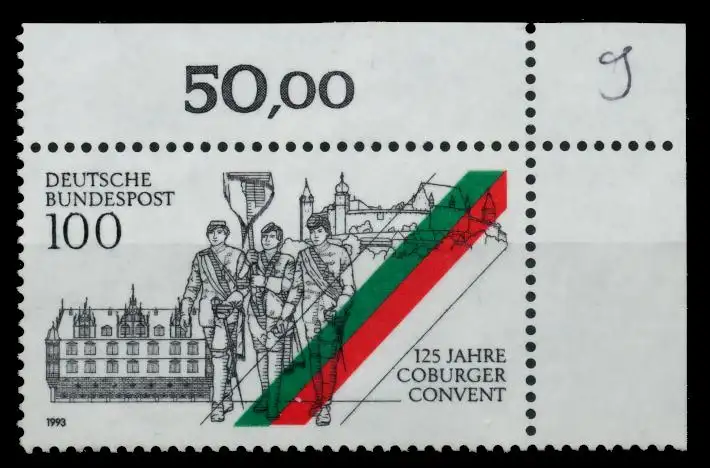 50,00
9
DEUTSCHE
BUNDESPOST
100
125 JAHRE
COBURGER
CONVENT
1993